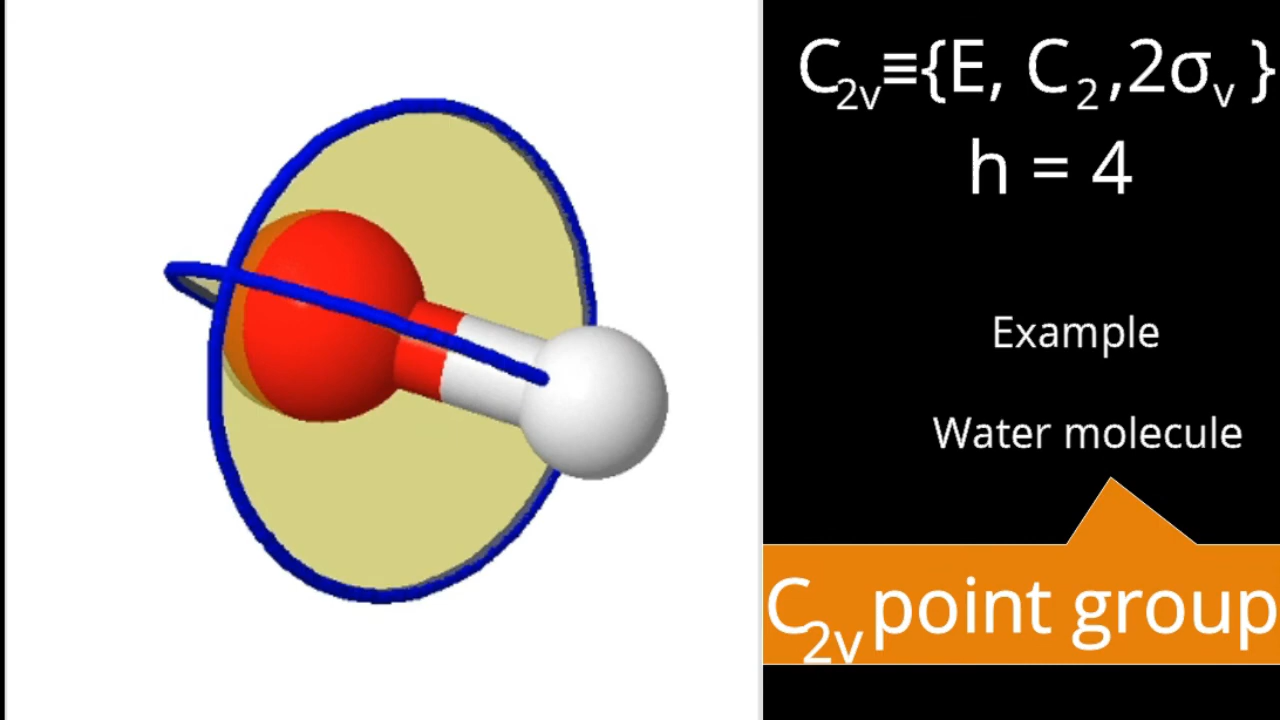 C₂ᵥ≡{E, C₂,2σᵥ}
h = 4
Example
Water molecule
C₂ᵥ point group